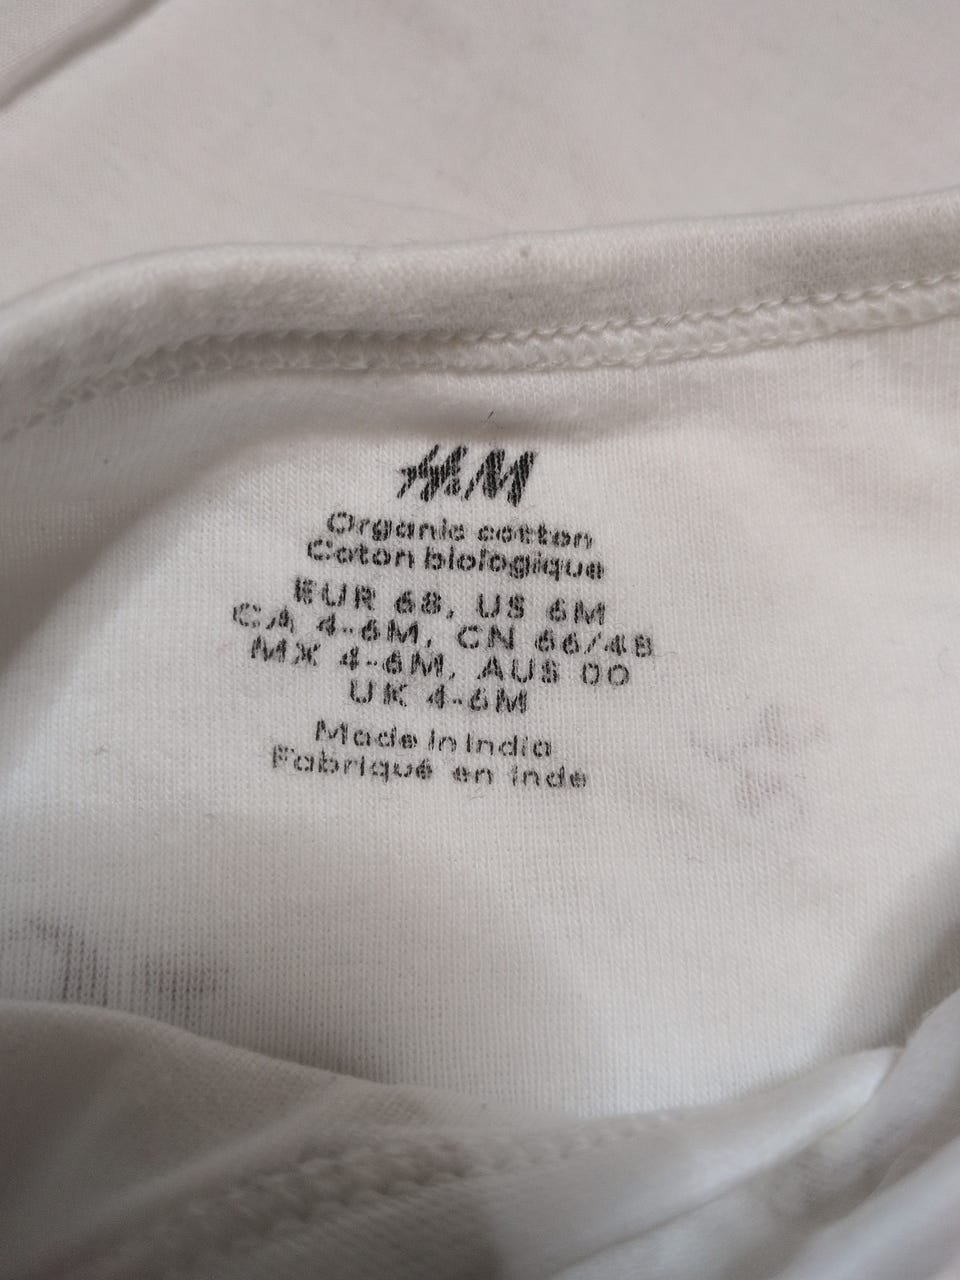 H&M
Organic cotton
Coton biologique
EUR 68, US 6M
CA 4-6M, CN 66/48
MX 4-6M, AUS 00
UK 4-6M
Made in India
Fabriqué en Inde